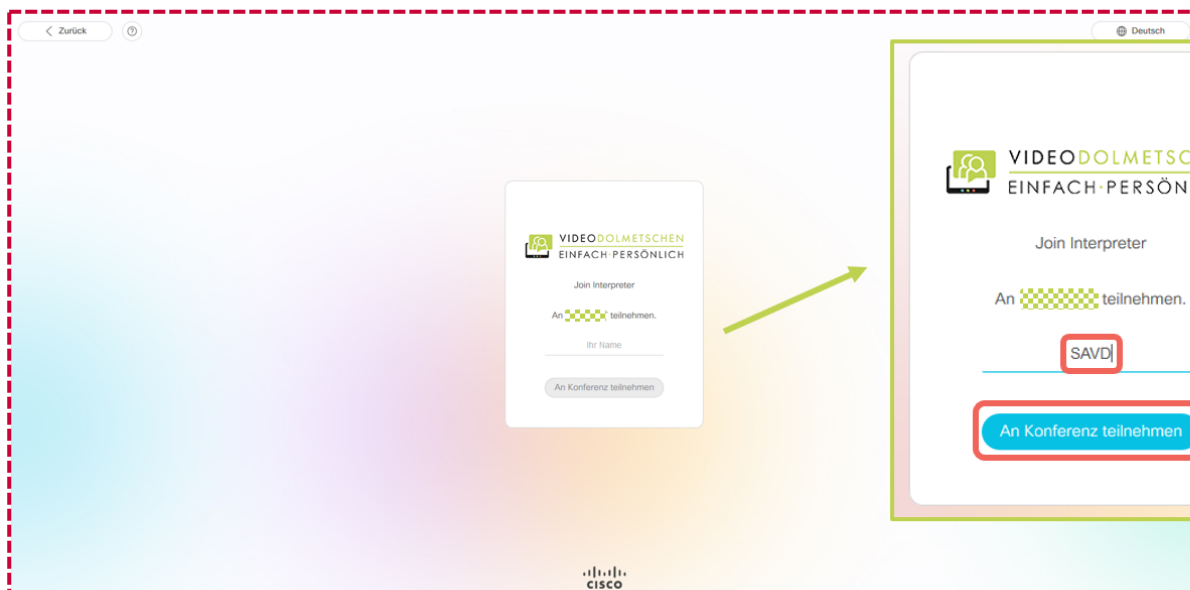 Zurück
Deutsch
VIDEODOLMETSCHEN
EINFACH·PERSÖNLICH
Join Interpreter
An teilnehmen.
Ihr Name
An Konferenz teilnehmen
CISCO
VIDEODOLMETSC
EINFACH·PERSÖN
Join Interpreter
An teilnehmen.
SAVD
An Konferenz teilnehmen